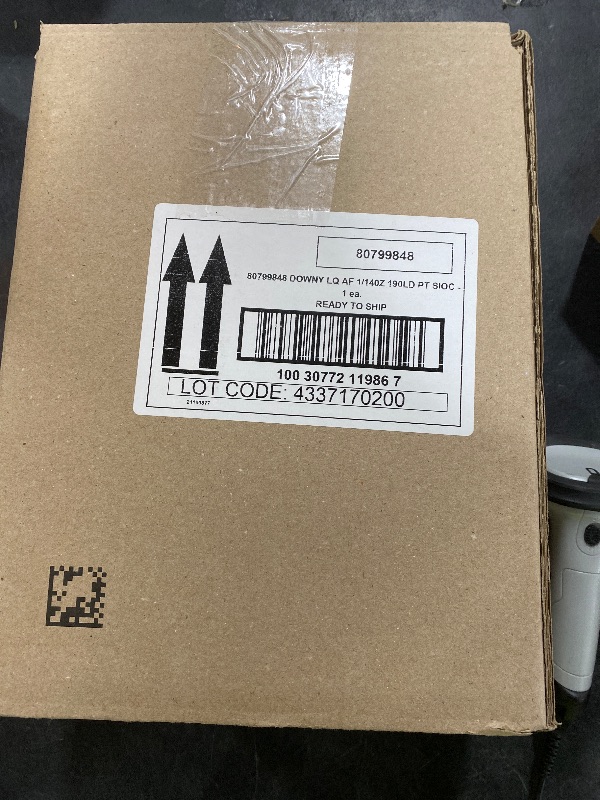 80799848
80799848 DOWNY LQ AF 1/140Z 190LD PT SIOC -
1 ea.
READY TO SHIP
100 30772 11986 7
LOT CODE: 4337170200